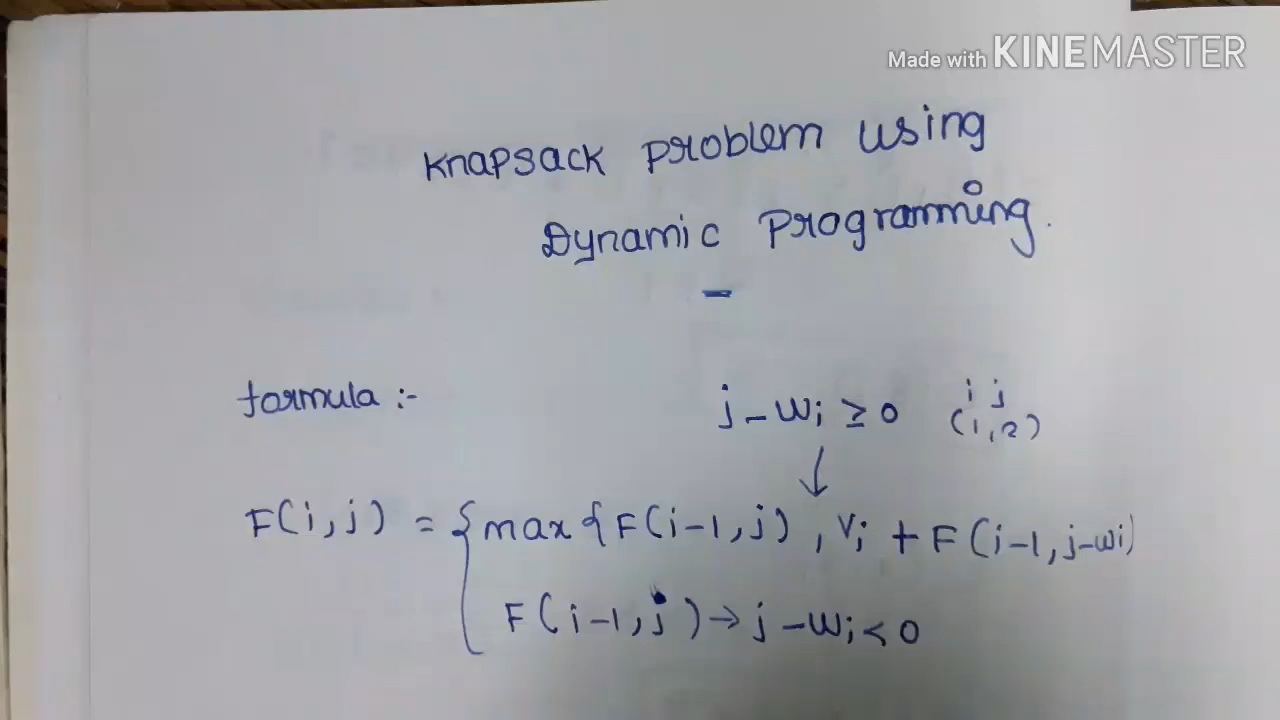 Made with KINEMASTER
Knapsack problem using
Dynamic Programming.
formula :-
j-wi ≥ 0
i j
(1,2)
F(i,j) = { max{F(i-1,j), vi + F(i-1,j-wi)
F(i-1,j) → j-wi < 0